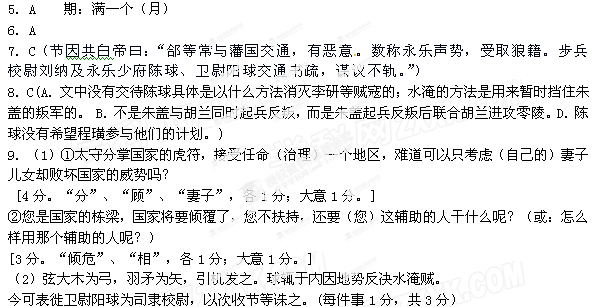 5. A    期：满一个（月）
6. A
7. C(节因共白帝曰：“郃等常与藩国交通，有恶意。数称永乐声势，受取狼籍。步兵
校尉刘纳及永乐少府陈球、卫尉阳球交通书疏，谋议不轨。”)
8. C(A. 文中没有交待陈球具体是以什么方法消灭李研等贼寇的；水淹的方法是用来暂时挡住朱
盖的叛军的。 B. 不是朱盖与胡兰同时起兵反叛，而是朱盖起兵反叛后联合胡兰进攻零陵。D. 陈
球没有希望程璜参与他们的计划。)
9. （1）①太守分掌国家的虎符，接受任命（治理）一个地区，难道可以只考虑（自己的）妻子
儿女却败坏国家的威势吗？
[4分。“分”、“顾”、“妻子”，各1分；大意1分。]
②您是国家的栋梁，国家将要倾覆了，您不扶持，还要（您）这辅助的人干什么呢？（或：怎么
样用那个辅助的人呢？）
[3分。“倾危”、“相”，各1分；大意1分。]
（2）弦大木为弓，羽矛为矢，引机发之。球辄于内因地势反决水淹贼。
今可表徙卫尉阳球为司隶校尉，以次收节等诛之。(每件事1分，共3分)